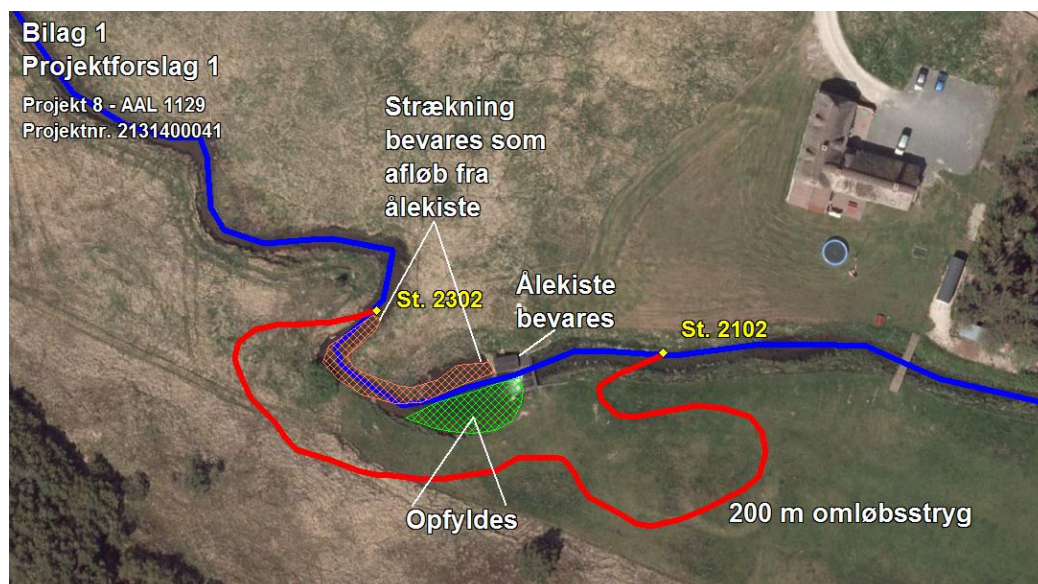 Bilag 1
Projektforslag 1
Projekt 8 - AAL 1129
Projektnr. 2131400041
Strækning
bevares som
afløb fra
ålekiste
St. 2302
Ålekiste
bevares
St. 2102
Opfyldes
200 m omløbsstryg